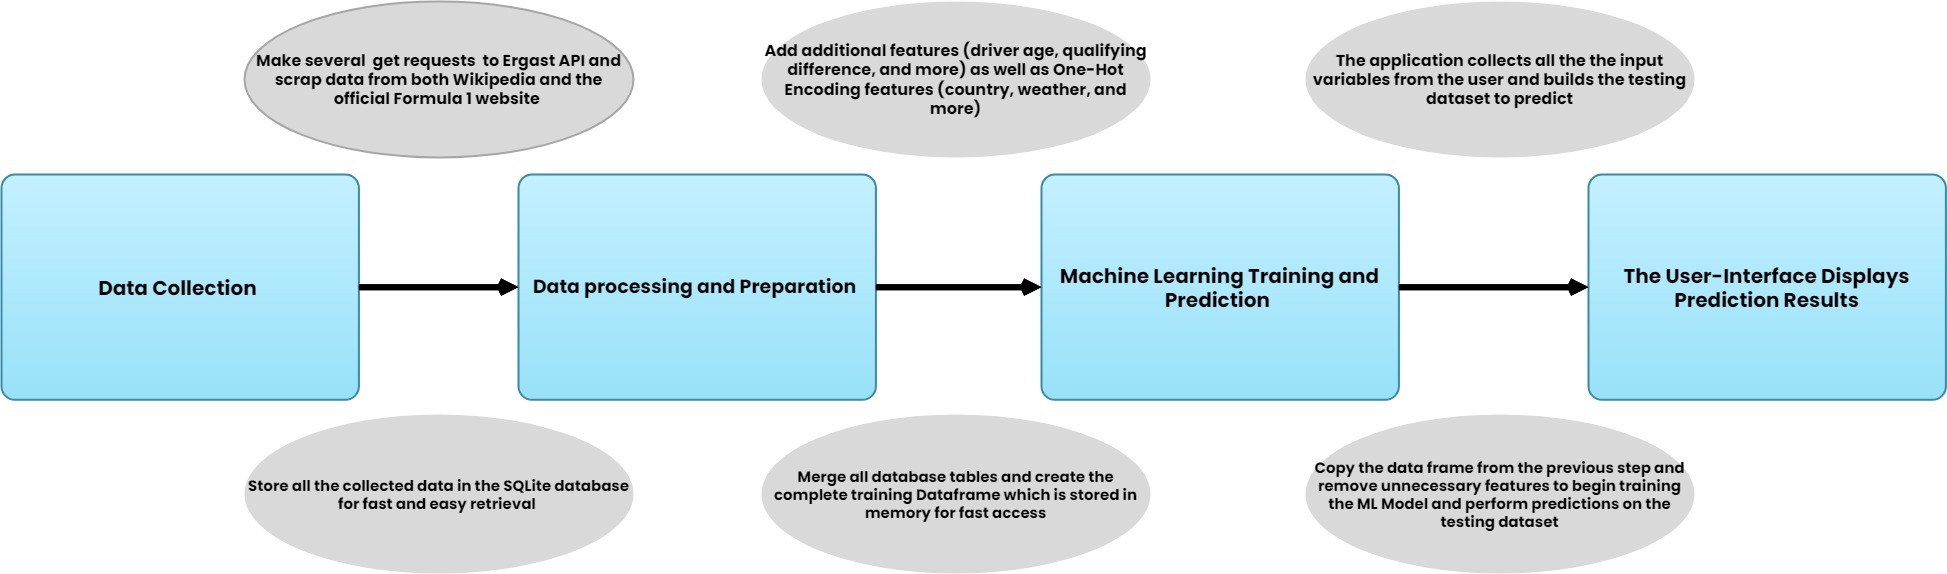 Make several  get requests  to Ergast API and
scrap data from both Wikipedia and the
official Formula 1 website
Add additional features (driver age, qualifying
difference, and more) as well as One-Hot
Encoding features (country, weather, and
more)
The application collects all the the input
variables from the user and builds the testing
dataset to predict
Data Collection
Data processing and Preparation
Machine Learning Training and
Prediction
The User-Interface Displays
Prediction Results
Store all the collected data in the SQLite database
for fast and easy retrieval
Merge all database tables and create the
complete training Dataframe which is stored in
memory for fast access
Copy the data frame from the previous step and
remove unnecessary features to begin training
the ML Model and perform predictions on the
testing dataset